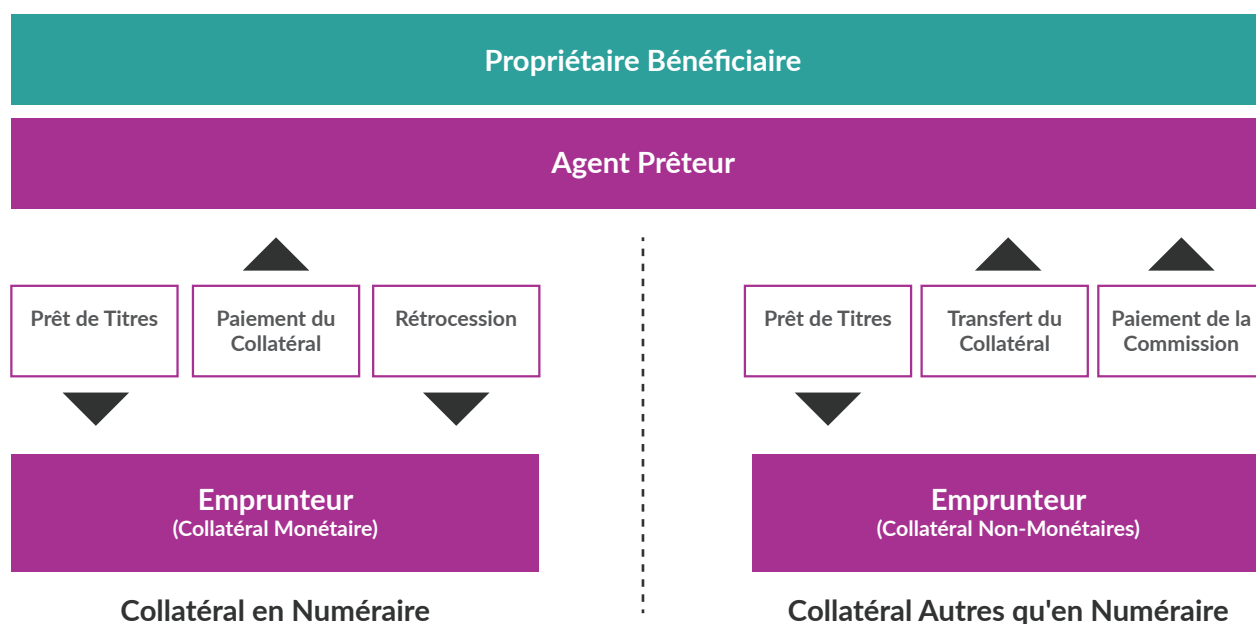 Propriétaire Bénéficiaire
Agent Prêteur
Prêt de Titres
Paiement du
Collatéral
Rétrocession
Prêt de Titres
Transfert du
Collatéral
Paiement de la
Commission
Emprunteur
(Collatéral Monétaire)
Emprunteur
(Collatéral Non-Monétaires)
Collatéral en Numéraire
Collatéral Autres qu'en Numéraire